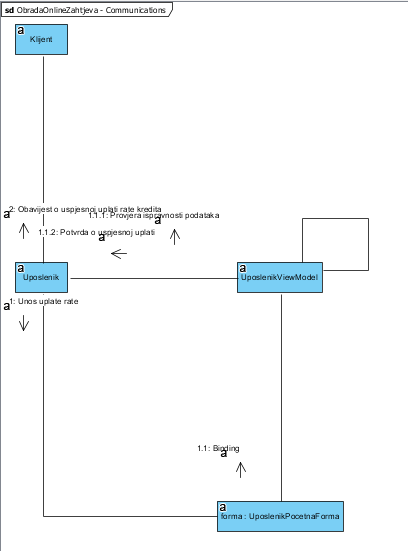 sd ObradaOnlineZahtjeva - Communications
a
Klijent
2: Obavijest o uspjesnoj uplati rate kredita
a
1.1.1: Provjera ispravnosti podataka
a
1.1.2: Potvrda o uspjesnoj uplati
a
a
Uposlenik
a
UposlenikViewModel
1: Unos uplate rate
a
1.1: Binding
a
a
forma : UposlenikPocetnaForma